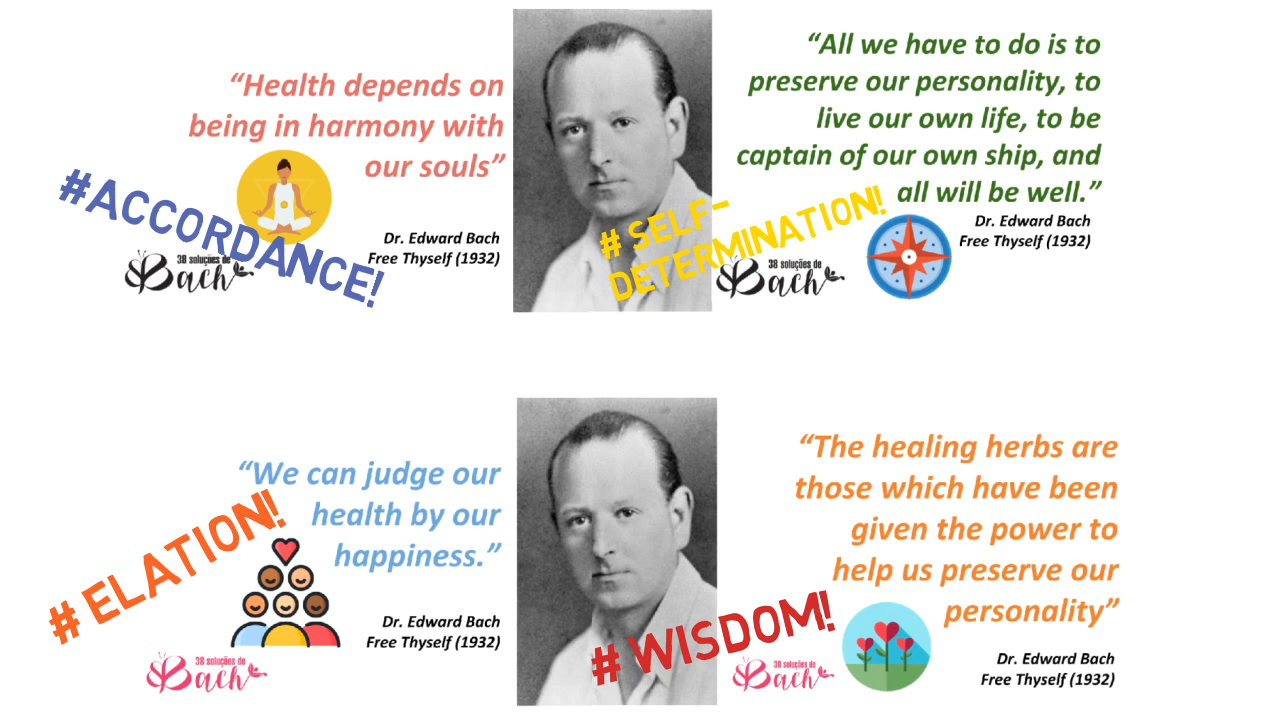 “Health depends on
being in harmony with
our souls”
#ACCORDANCE!
Dr. Edward Bach
Free Thyself (1932)
38 soluções de
Bach
“All we have to do is to
preserve our personality, to
live our own life, to be
captain of our own ship, and
all will be well.”
# SELF-
DETERMINATION!
Dr. Edward Bach
Free Thyself (1932)
38 soluções de
Bach
“We can judge our
health by our
happiness.”
# ELATION!
Dr. Edward Bach
Free Thyself (1932)
38 soluções de
Bach
“The healing herbs are
those which have been
given the power to
help us preserve our
personality”
# WISDOM!
Dr. Edward Bach
Free Thyself (1932)
38 soluções de
Bach